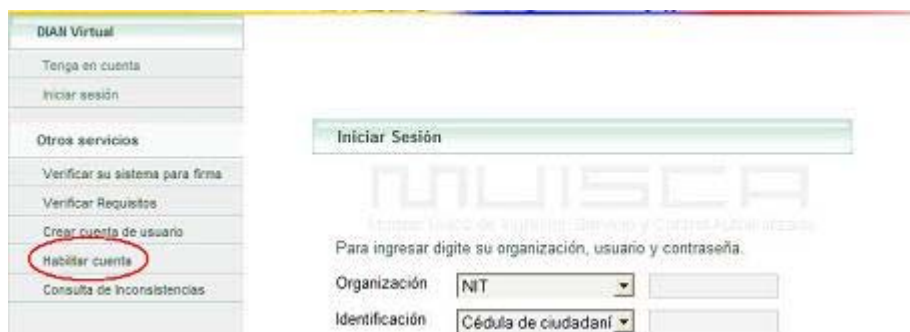 DIAN Virtual
Tenga en cuenta
Iniciar sesión
Otros servicios
Verificar su sistema para firma
Verificar Requisitos
Crear cuenta de usuario
Habilitar cuenta
Consulta de Inconsistencias
Iniciar Sesión
MUISCA
Para ingresar digite su organización, usuario y contraseña.
Organización NIT
Identificación Cédula de ciudadaní